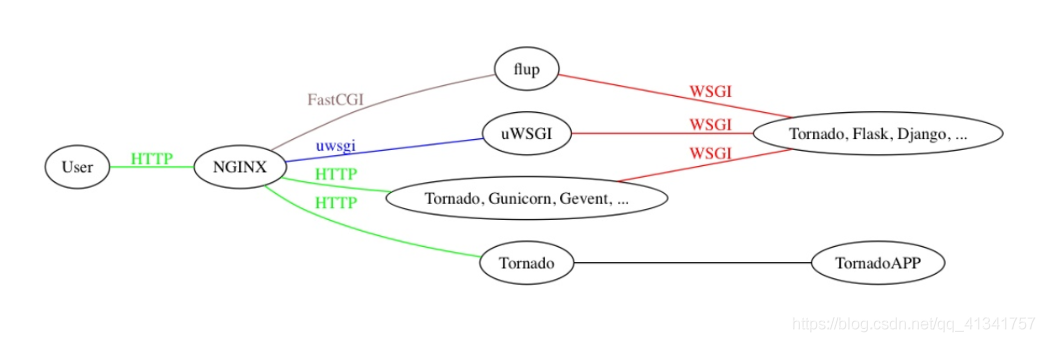 flup
FastCGI
WSGI
uwsgi
uWSGI
WSGI
Tornado, Flask, Django, ...
User
HTTP
NGINX
HTTP
WSGI
Tornado, Gunicorn, Gevent, ...
HTTP
Tornado
TornadoAPP
https://blog.csdn.net/qq_41341757